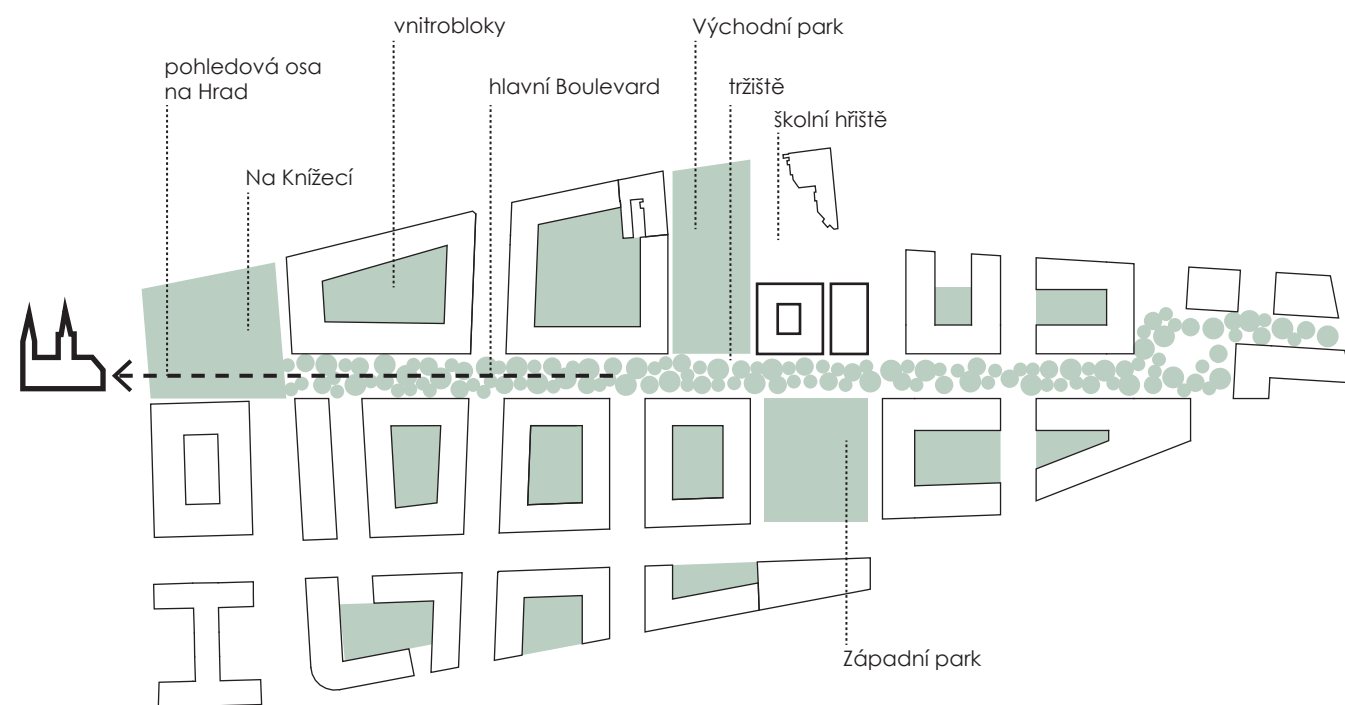 vnitrobloky
Východní park
pohledová osa
na Hrad
hlavní Boulevard
tržiště
školní hřiště
Na Knížecí
Západní park